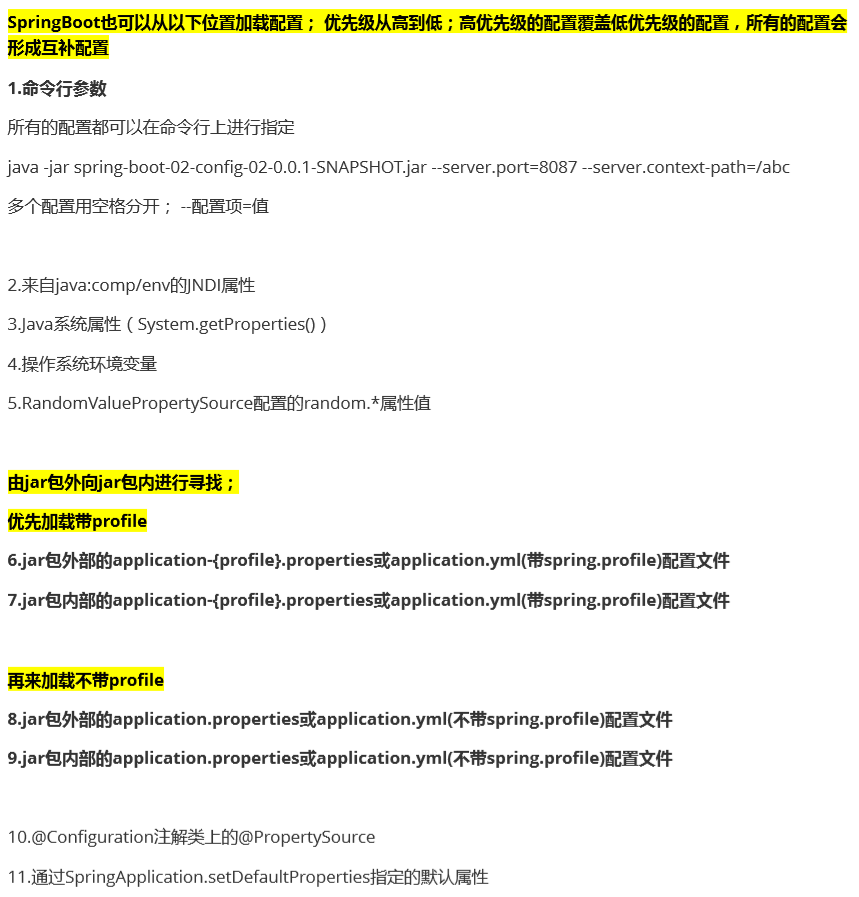 SpringBoot也可以从以下位置加载配置； 优先级从高到低；高优先级的配置覆盖低优先级的配置，所有的配置会
形成互补配置
1.命令行参数
所有的配置都可以在命令行上进行指定
java -jar spring-boot-02-config-02-0.0.1-SNAPSHOT.jar --server.port=8087 --server.context-path=/abc
多个配置用空格分开； --配置项=值
2.来自java:comp/env的JNDI属性
3.Java系统属性（System.getProperties()）
4.操作系统环境变量
5.RandomValuePropertySource配置的random.*属性值
由jar包外向jar包内进行寻找；
优先加载带profile
6.jar包外部的application-{profile}.properties或application.yml(带spring.profile)配置文件
7.jar包内部的application-{profile}.properties或application.yml(带spring.profile)配置文件
再来加载不带profile
8.jar包外部的application.properties或application.yml(不带spring.profile)配置文件
9.jar包内部的application.properties或application.yml(不带spring.profile)配置文件
10.@Configuration注解类上的@PropertySource
11.通过SpringApplication.setDefaultProperties指定的默认属性